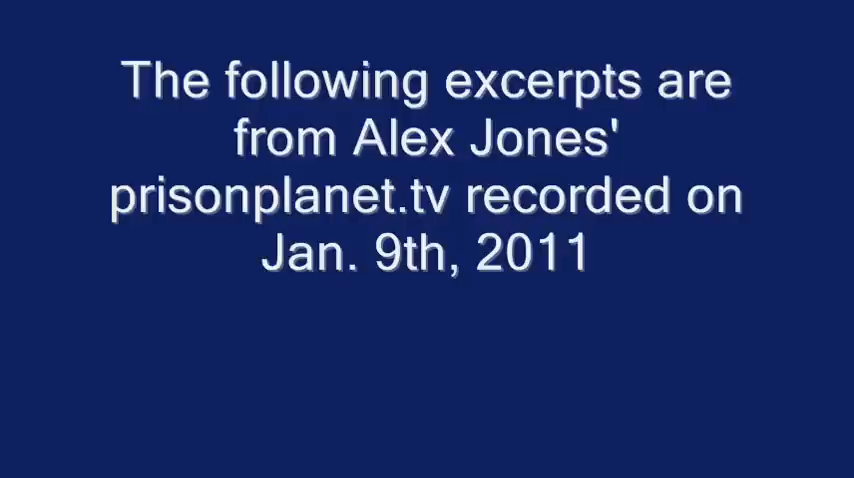 The following excerpts are
from Alex Jones'
prisonplanet.tv recorded on
Jan. 9th, 2011